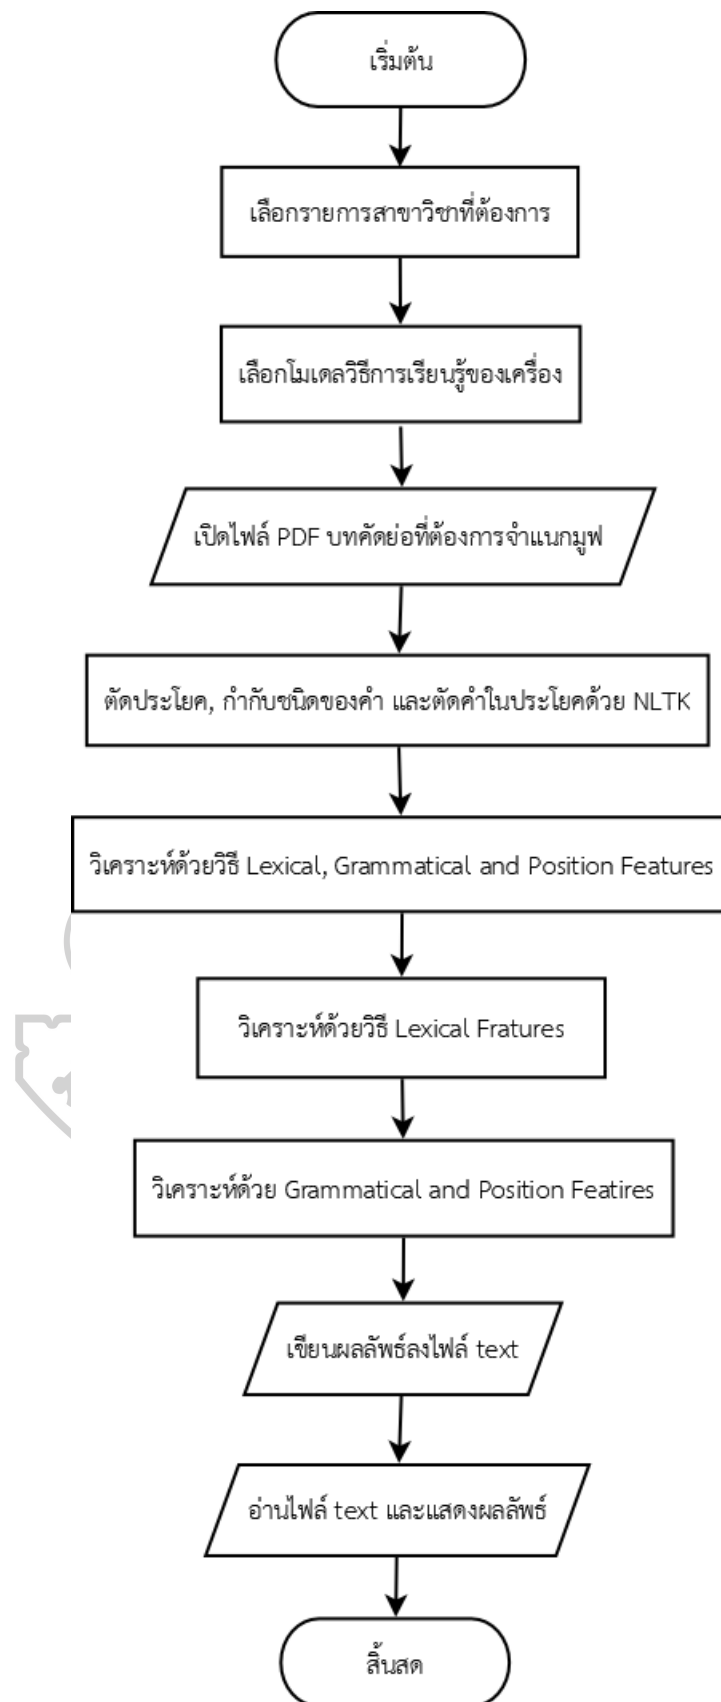 เริ่มต้น
เลือกรายการสาขาวิชาที่ต้องการ
เลือกโมเดลวิธีการเรียนรู้ของเครื่อง
เปิดไฟล์ PDF บทคัดย่อที่ต้องการจำแนกมูฟ
ตัดประโยค, กำกับชนิดของคำ และตัดคำในประโยคด้วย NLTK
วิเคราะห์ด้วยวิธี Lexical, Grammatical and Position Features
วิเคราะห์ด้วยวิธี Lexical Fratures
วิเคราะห์ด้วย Grammatical and Position Featires
เขียนผลลัพธ์ลงไฟล์ text
อ่านไฟล์ text และแสดงผลลัพธ์
สิ้นสด